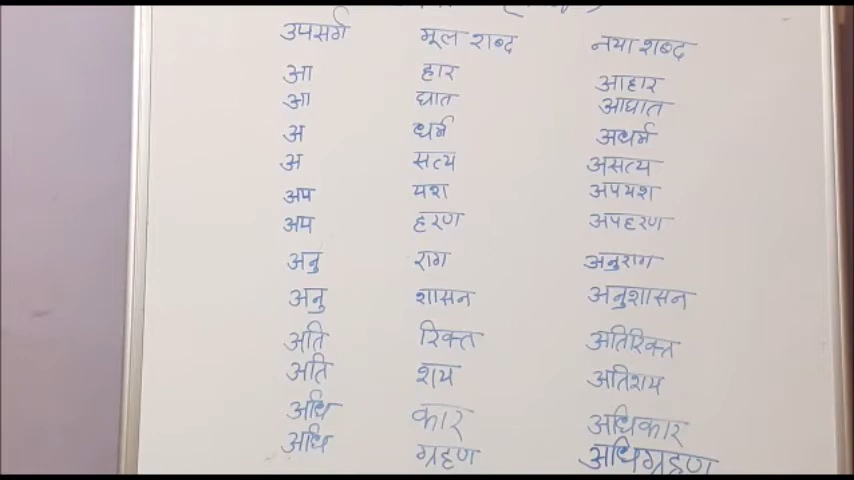 उपसर्ग मूल शब्द नया शब्द
आ हार आहार
आ घात आघात
अ धर्म अधर्म
अ सत्य असत्य
अप यश अपयश
अप हरण अपहरण
अनु राग अनुराग
अनु शासन अनुशासन
अति रिक्त अतिरिक्त
अति शय अतिशय
अधि कार अधिकार
अधि ग्रहण अधिग्रहण